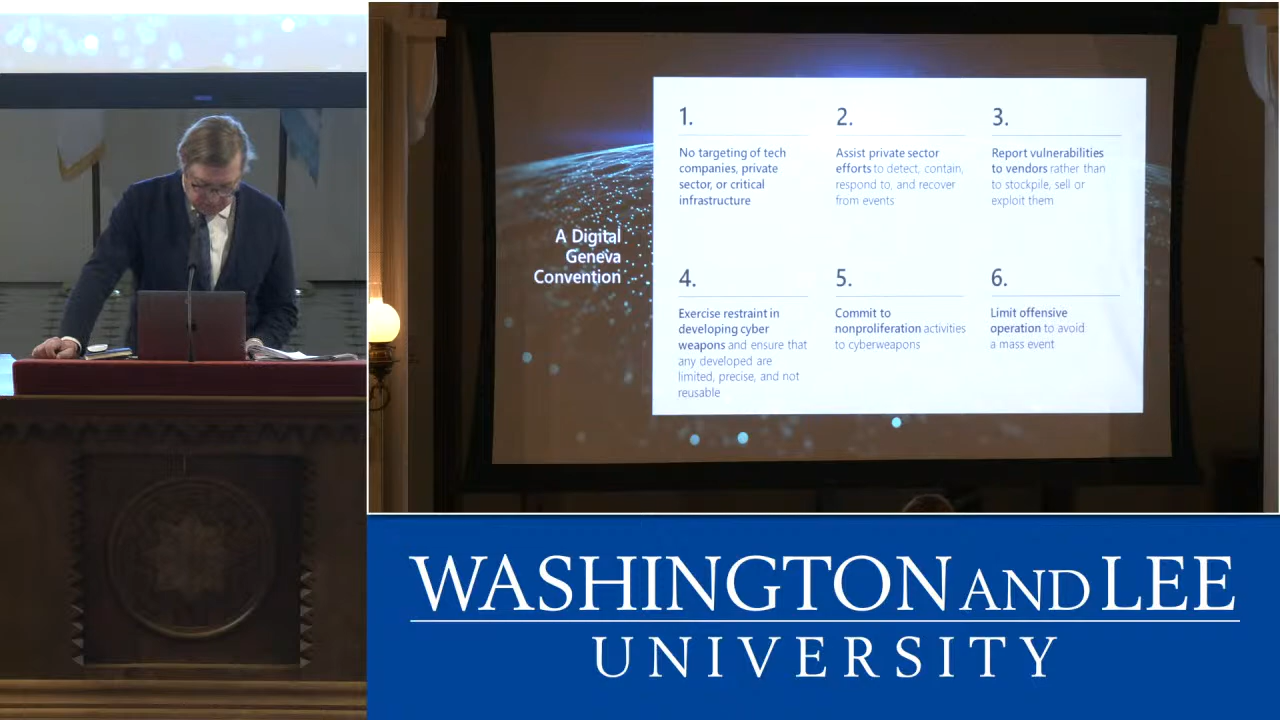 A Digital
Geneva
Convention
1.
No targeting of tech
companies, private
sector, or critical
infrastructure
2.
Assist private sector
efforts to detect, contain,
respond to, and recover
from events
3.
Report vulnerabilities
to vendors rather than
to stockpile, sell or
exploit them
4.
Exercise restraint in
developing cyber
weapons and ensure that
any developed are
limited, precise, and not
reusable
5.
Commit to
nonproliferation activities
to cyberweapons
6.
Limit offensive
operation to avoid
a mass event
WASHINGTON AND LEE
UNIVERSITY